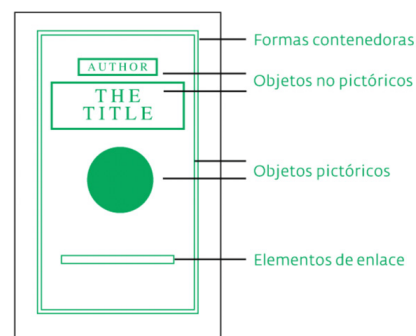 Formas contenedoras
AUTHOR
Objetos no pictóricos
THE
TITLE
Objetos pictóricos
Elementos de enlace